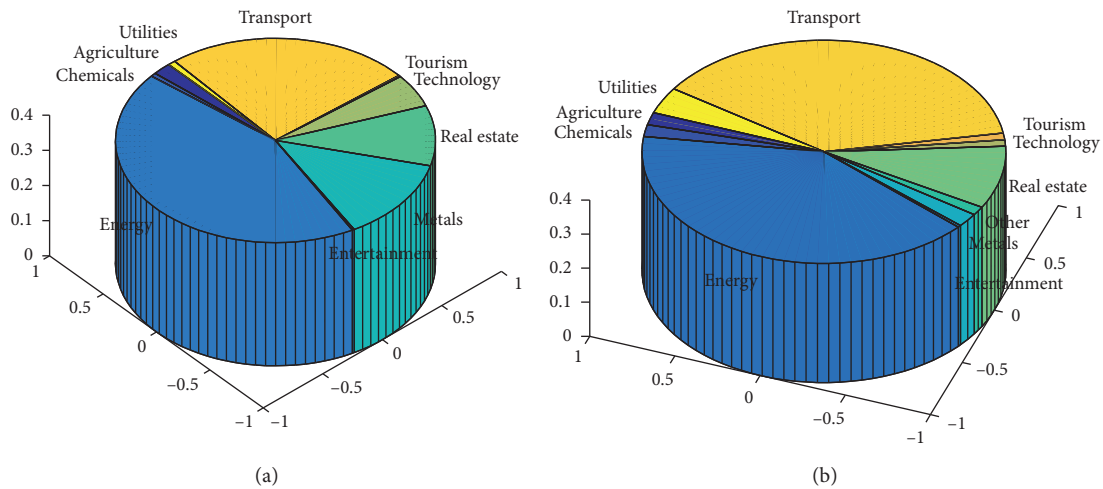 Transport
Utilities
Agriculture
Chemicals
Tourism
Technology
Real estate
Metals
Entertainment
Energy
0.4
0.3
0.2
0.1
0
1
0.5
0
–0.5
–1
–1
–0.5
0
0.5
1
(a)
Transport
Utilities
Agriculture
Chemicals
Tourism
Technology
Real estate
Other
Metals
Entertainment
Energy
0.4
0.3
0.2
0.1
0
1
0.5
0
–0.5
–1
–1
–0.5
0
0.5
1
(b)